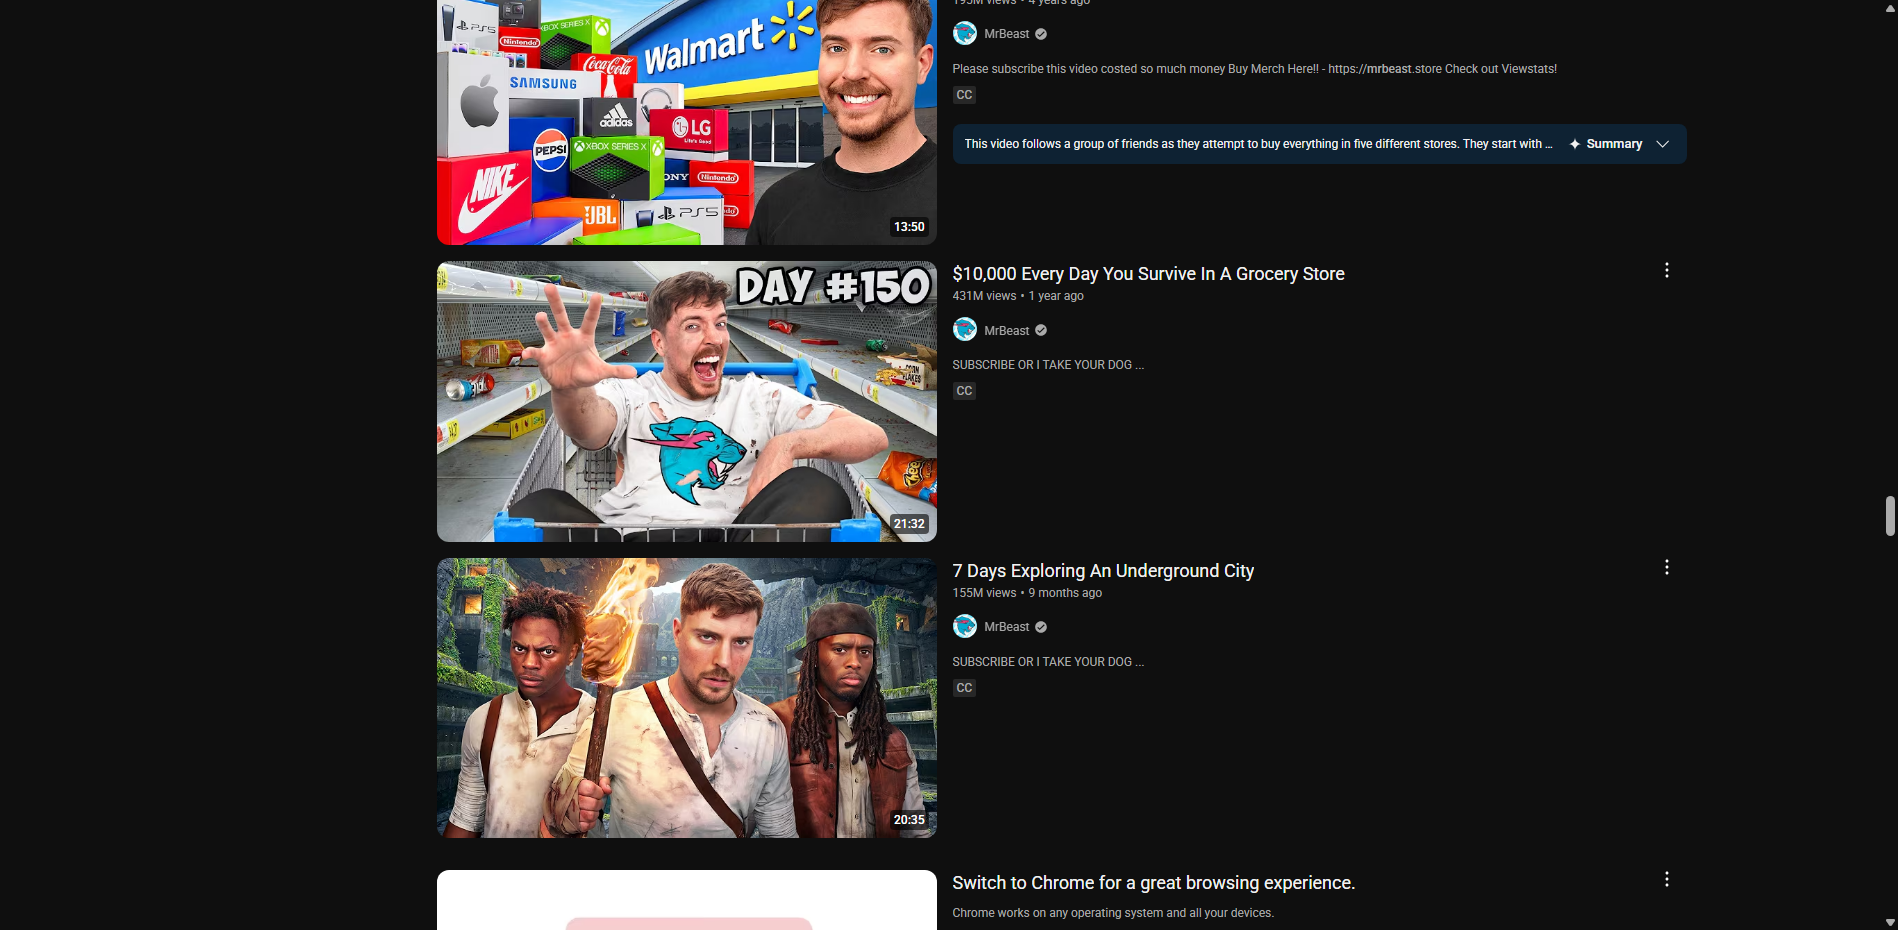 195M views • 4 years ago
MrBeast
Please subscribe this video costed so much money Buy Merch Here!! - https://mrbeast.store Check out Viewstats!
CC
This video follows a group of friends as they attempt to buy everything in five different stores. They start with ...
Summary
PS5
Nintendo
XBOX SERIES X
Coca-Cola
Walmart
SAMSUNG
adidas
LG
Life's Good
PEPSI
XBOX SERIES X
NIKE
SONY
Nintendo
JBL
PS5
13:50
DAY #150
CORN
FLAKES
21:32
$10,000 Every Day You Survive In A Grocery Store
431M views • 1 year ago
MrBeast
SUBSCRIBE OR I TAKE YOUR DOG ...
CC
20:35
7 Days Exploring An Underground City
155M views • 9 months ago
MrBeast
SUBSCRIBE OR I TAKE YOUR DOG ...
CC
Switch to Chrome for a great browsing experience.
Chrome works on any operating system and all your devices.